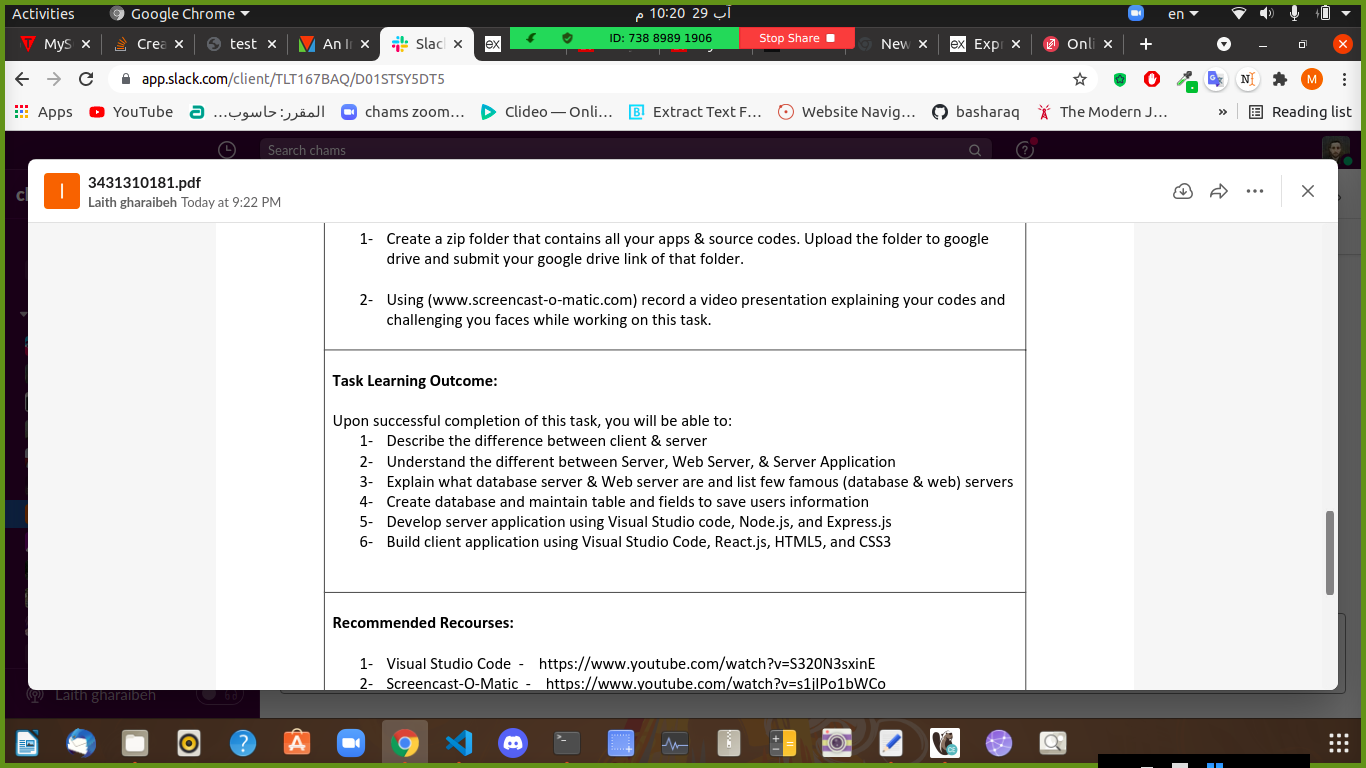 Activities
Google Chrome
آب 29 10:20 م
en
MyS
Crea
test
An I
Slac
ex
ID: 738 8989 1906
Stop Share
New
ex Expr
Onli
app.slack.com/client/TLT167BAQ/D01STSY5DT5
M
Apps
YouTube
المقرر: حاسوب...
chams zoom...
Clideo — Onli...
Extract Text F...
Website Navig...
basharaq
The Modern J...
»
Reading list
Search chams
3431310181.pdf
Laith gharaibeh Today at 9:22 PM
1- Create a zip folder that contains all your apps & source codes. Upload the folder to google
drive and submit your google drive link of that folder.
2- Using (www.screencast-o-matic.com) record a video presentation explaining your codes and
challenging you faces while working on this task.
Task Learning Outcome:
Upon successful completion of this task, you will be able to:
1- Describe the difference between client & server
2- Understand the different between Server, Web Server, & Server Application
3- Explain what database server & Web server are and list few famous (database & web) servers
4- Create database and maintain table and fields to save users information
5- Develop server application using Visual Studio code, Node.js, and Express.js
6- Build client application using Visual Studio Code, React.js, HTML5, and CSS3
Recommended Recourses:
1- Visual Studio Code - https://www.youtube.com/watch?v=S320N3sxinE
2- Screencast-O-Matic - https://www.youtube.com/watch?v=s1jlPo1bWCo
Laith gharaibeh